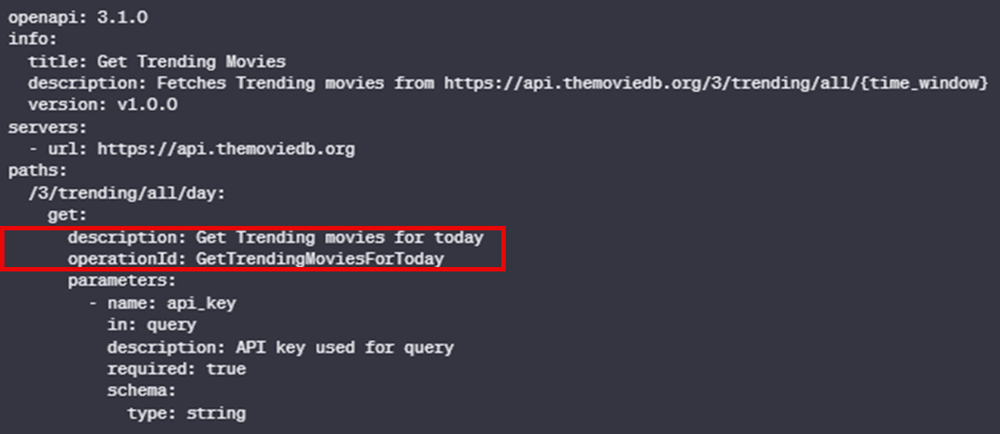 openapi: 3.1.0
info:
  title: Get Trending Movies
  description: Fetches Trending movies from https://api.themoviedb.org/3/trending/all/{time_window}
  version: v1.0.0
servers:
  - url: https://api.themoviedb.org
paths:
  /3/trending/all/day:
    get:
      description: Get Trending movies for today
      operationId: GetTrendingMoviesForToday
      parameters:
        - name: api_key
          in: query
          description: API key used for query
          required: true
          schema:
            type: string